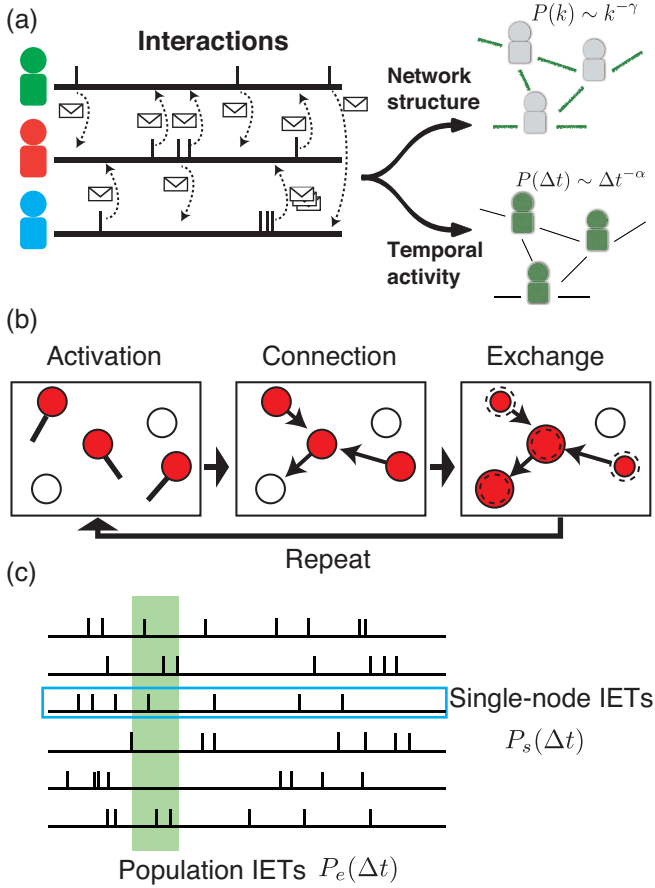 (a)
Interactions
Network
structure
P(k) ∼ k^{−γ}
P(Δt) ∼ Δt^{−α}
Temporal
activity
(b)
Activation
Connection
Exchange
Repeat
(c)
Single-node IETs
P_s(Δt)
Population IETs P_e(Δt)